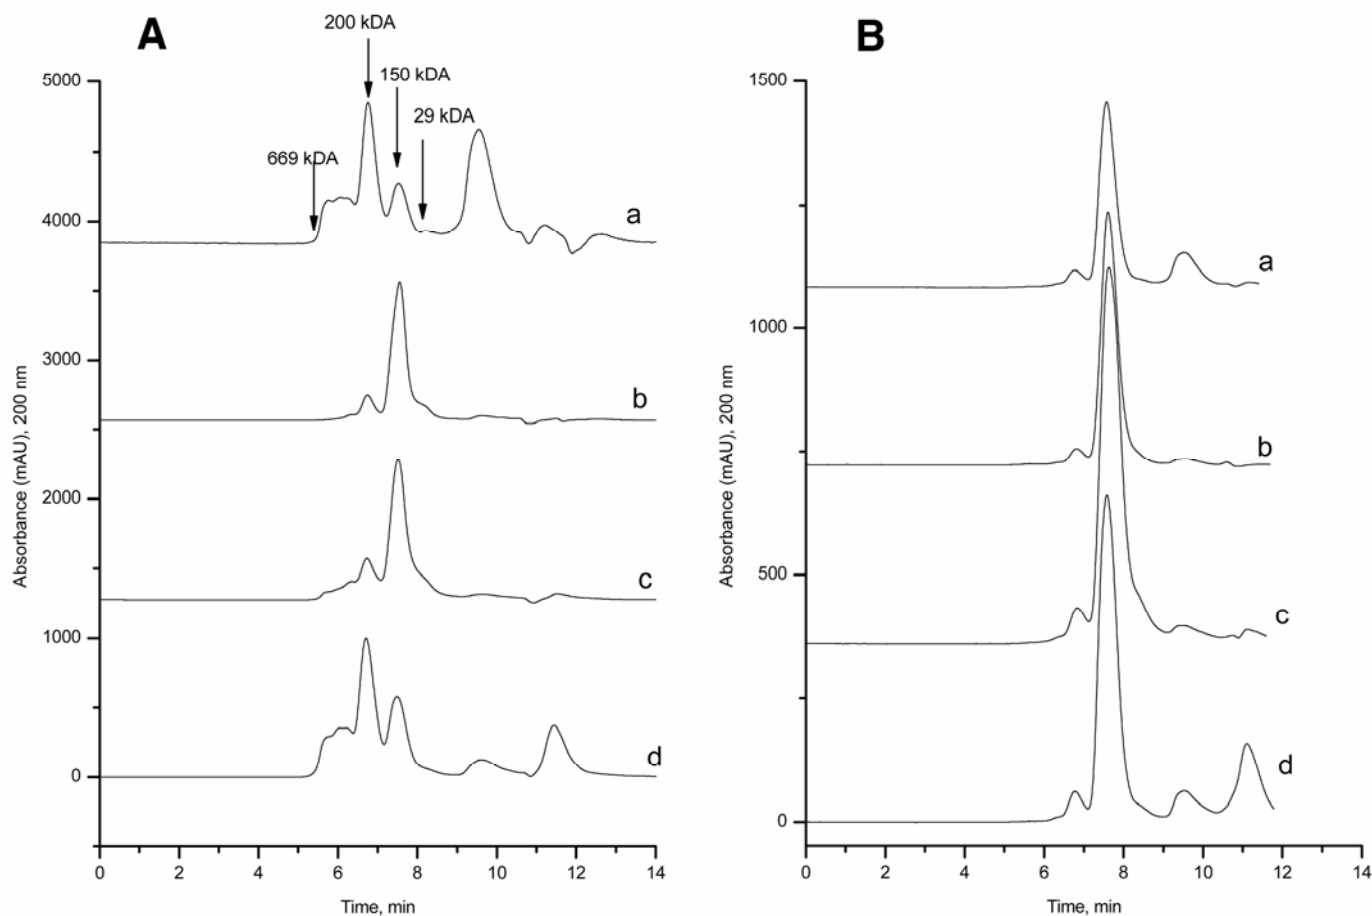 A
200 kDA
150 kDA
29 kDA
669 kDA
5000
4000
3000
2000
1000
0
Absorbance (mAU), 200 nm
a
b
c
d
0 2 4 6 8 10 12 14
Time, min
B
1500
1000
500
0
Absorbance (mAU), 200 nm
a
b
c
d
0 2 4 6 8 10 12 14
Time, min